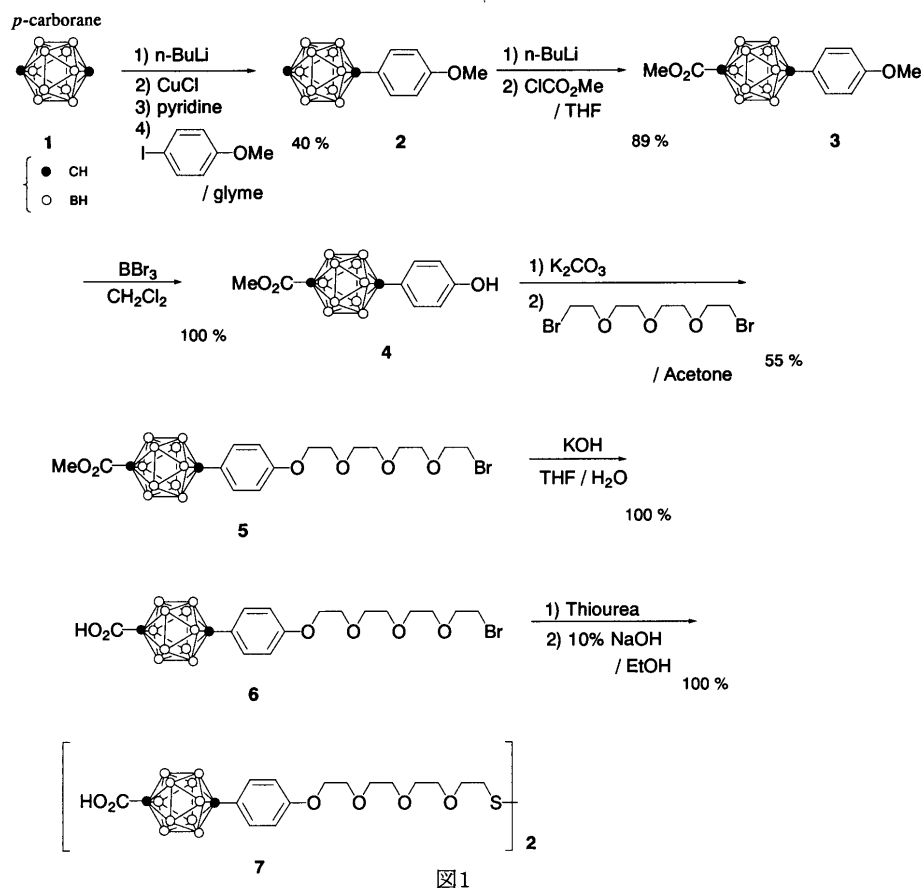 p-carborane
1) n-BuLi
2) CuCl
3) pyridine
4)
I
OMe
/ glyme
40 %
1
● CH
○ BH
OMe
2
1) n-BuLi
2) ClCO₂Me
/ THF
89 %
MeO₂C
OMe
3
BBr₃
CH₂Cl₂
100 %
MeO₂C
OH
4
1) K₂CO₃
2)
Br
O
O
O
Br
/ Acetone
55 %
MeO₂C
O
O
O
O
Br
5
KOH
THF / H₂O
100 %
HO₂C
O
O
O
O
Br
6
1) Thiourea
2) 10% NaOH
/ EtOH
100 %
HO₂C
O
O
O
O
S
2
7
図1